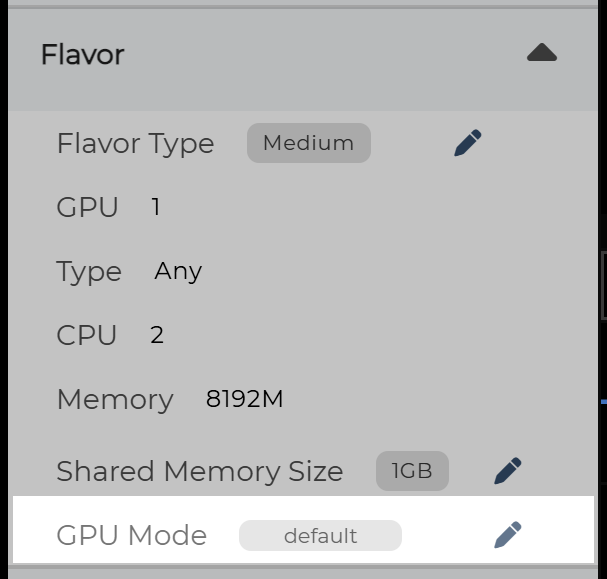 Flavor
Flavor Type Medium
GPU 1
Type Any
CPU 2
Memory 8192M
Shared Memory Size 1GB
GPU Mode default